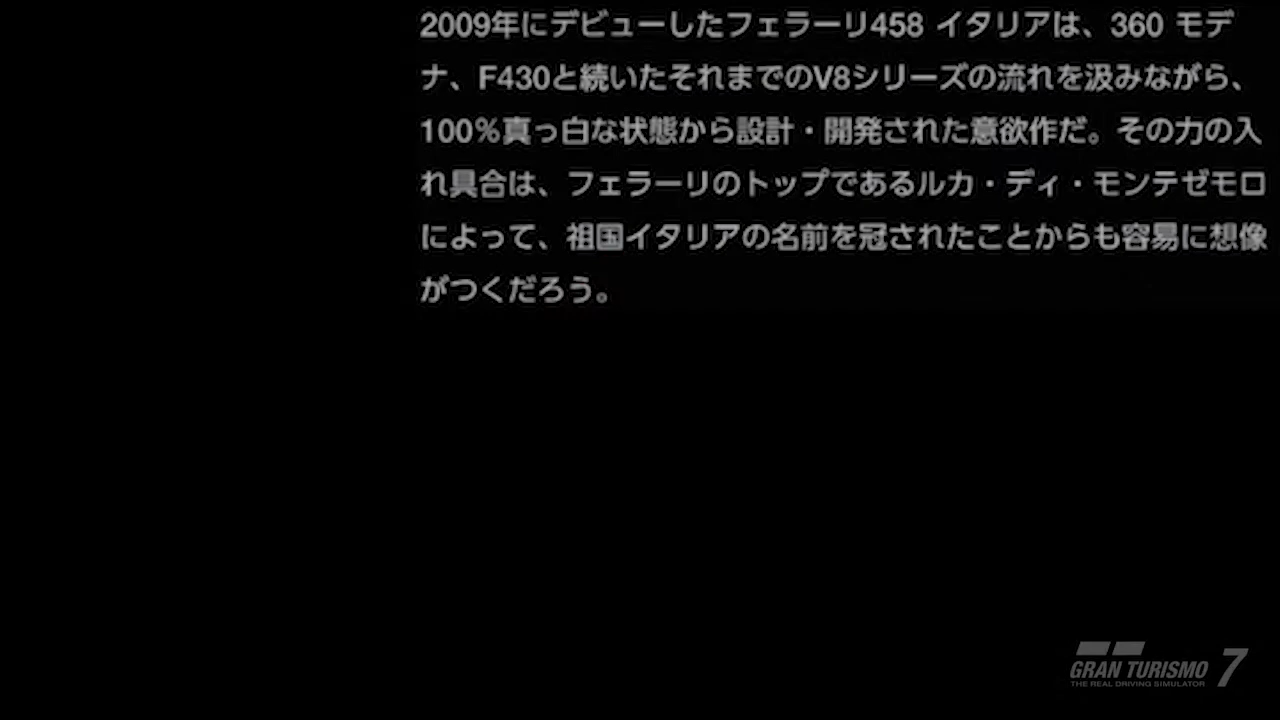 2009年にデビューしたフェラーリ458 イタリアは、360 モデ
ナ、F430と続いたそれまでのV8シリーズの流れを汲みながら、
100%真っ白な状態から設計・開発された意欲作だ。その力の入
れ具合は、フェラーリのトップであるルカ・ディ・モンテゼモロ
によって、祖国イタリアの名前を冠されたことからも容易に想像
がつくだろう。
GRAN TURISMO 7
THE REAL DRIVING SIMULATOR